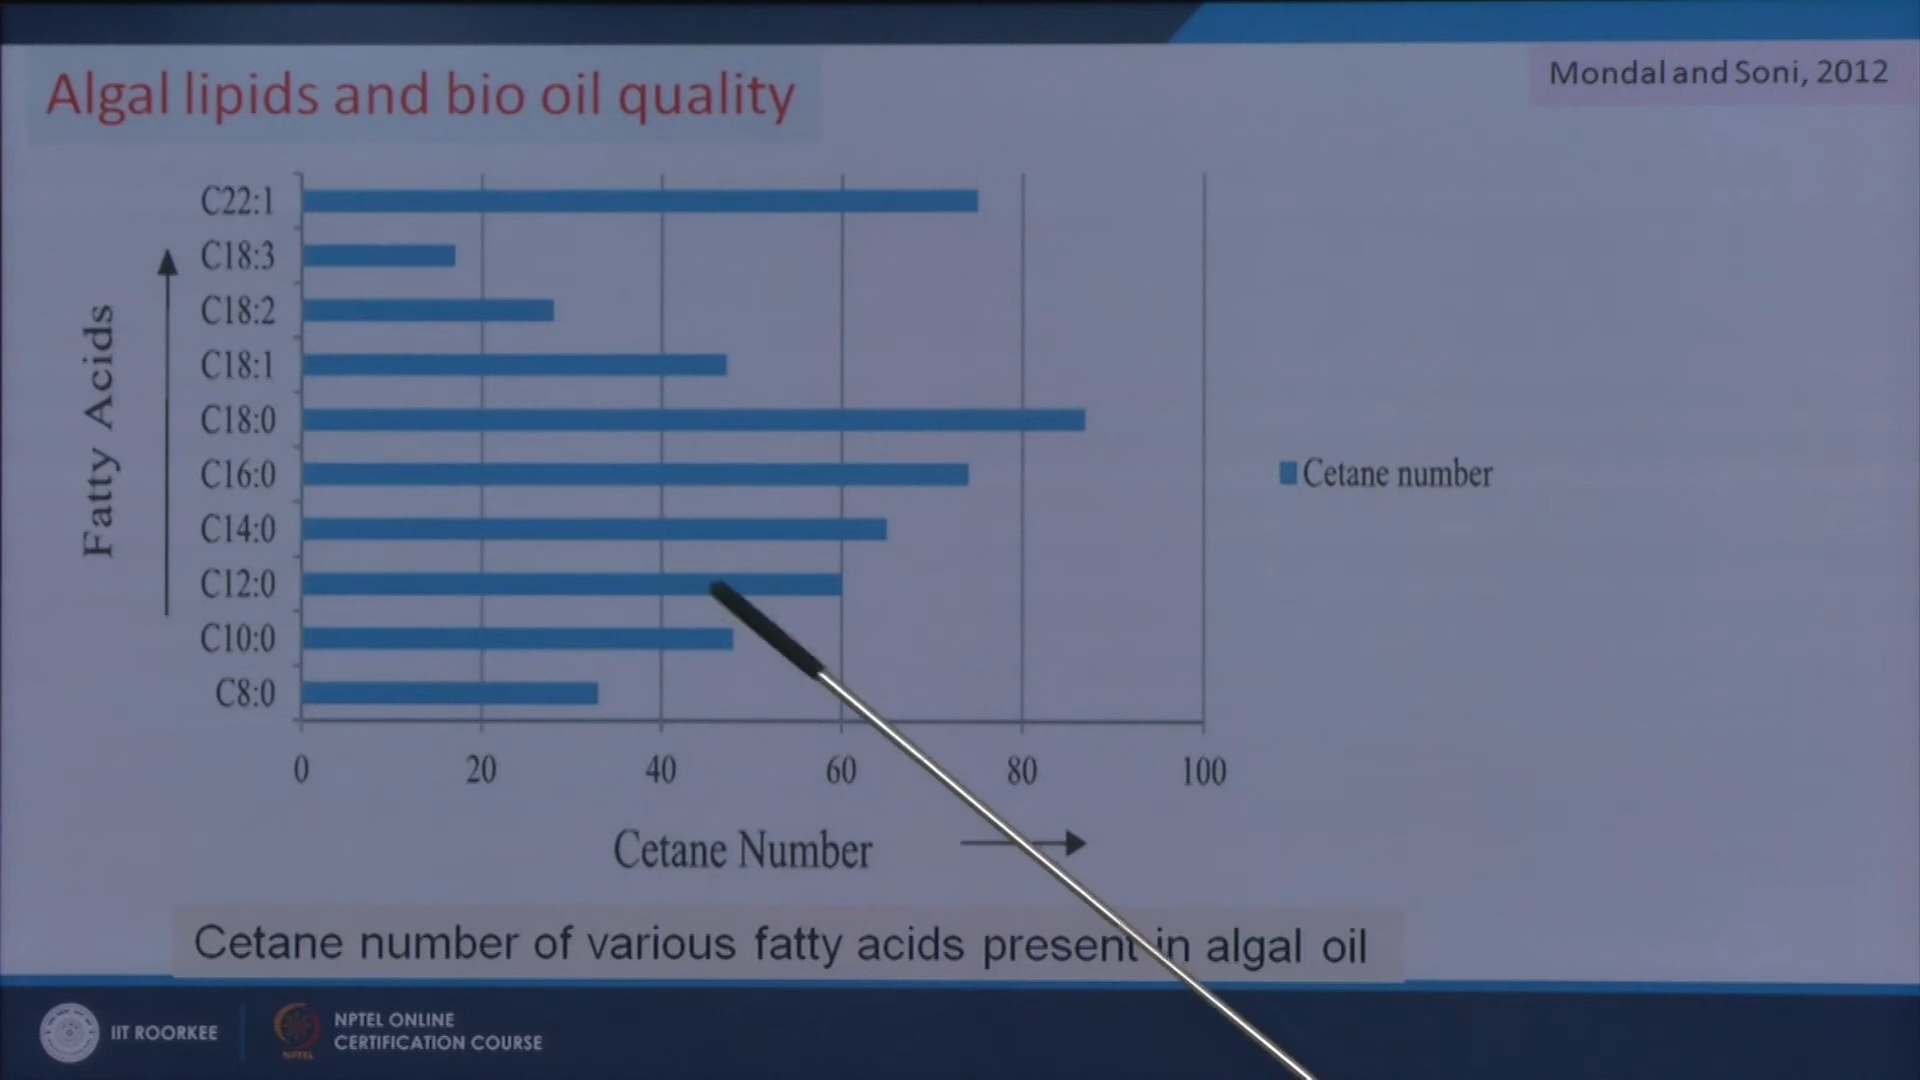 Algal lipids and bio oil quality
Mondal and Soni, 2012
C22:1
C18:3
C18:2
C18:1
C18:0
C16:0
C14:0
C12:0
C10:0
C8:0
Fatty Acids
0 20 40 60 80 100
Cetane Number
Cetane number
Cetane number of various fatty acids present in algal oil
IIT ROORKEE
NPTEL
NPTEL ONLINE
CERTIFICATION COURSE